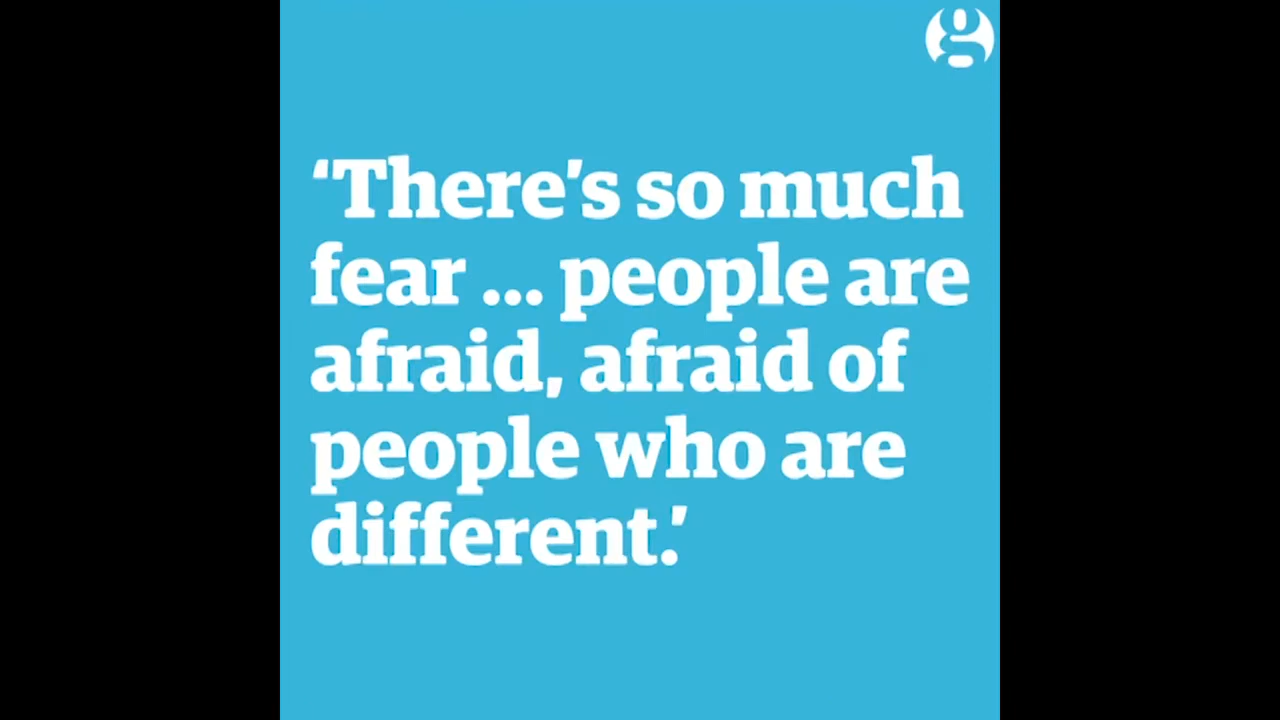 g
‘There’s so much
fear ... people are
afraid, afraid of
people who are
different.’